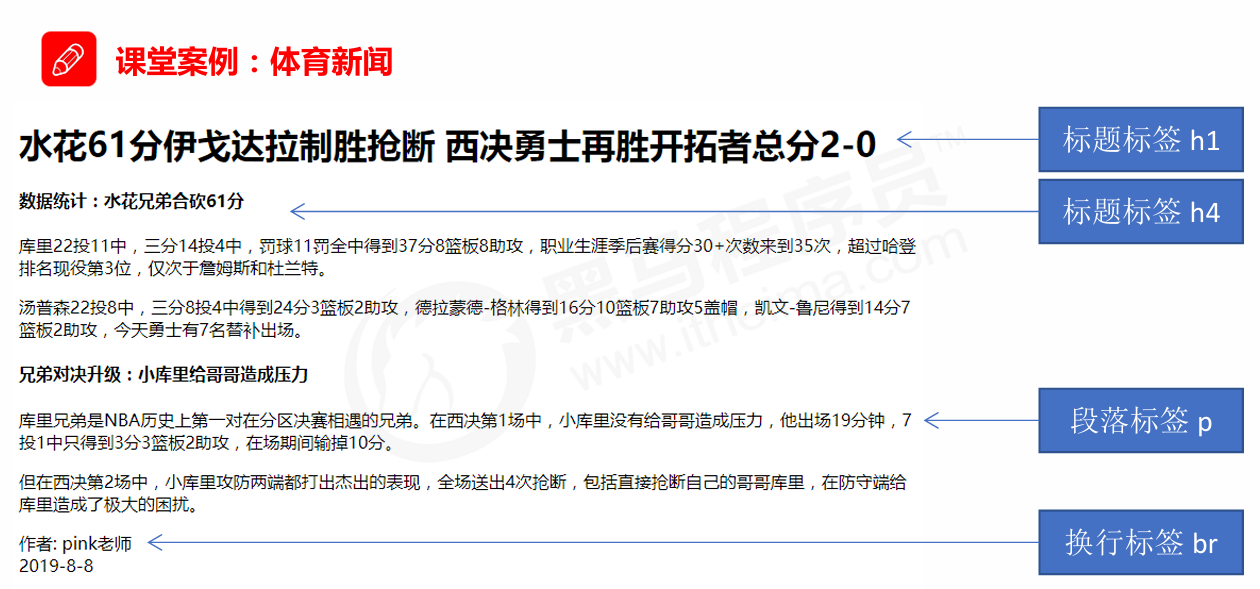 课堂案例：体育新闻
水花61分伊戈达拉制胜抢断 西决勇士再胜开拓者总分2-0
标题标签 h1
数据统计：水花兄弟合砍61分
标题标签 h4
库里22投11中，三分14投4中，罚球11罚全中得到37分8篮板8助攻，职业生涯季后赛得分30+次数来到35次，超过哈登
排名现役第3位，仅次于詹姆斯和杜兰特。
汤普森22投8中，三分8投4中得到24分3篮板2助攻，德拉蒙德-格林得到16分10篮板7助攻5盖帽，凯文-鲁尼得到14分7
篮板2助攻，今天勇士有7名替补出场。
兄弟对决升级：小库里给哥哥造成压力
库里兄弟是NBA历史上第一对在分区决赛相遇的兄弟。在西决第1场中，小库里没有给哥哥造成压力，他出场19分钟，7
投1中只得到3分3篮板2助攻，在场期间输掉10分。
段落标签 p
但在西决第2场中，小库里攻防两端都打出杰出的表现，全场送出4次抢断，包括直接抢断自己的哥哥库里，在防守端给
库里造成了极大的困扰。
作者: pink老师
2019-8-8
换行标签 br
黑马程序员™
www.itheima.com